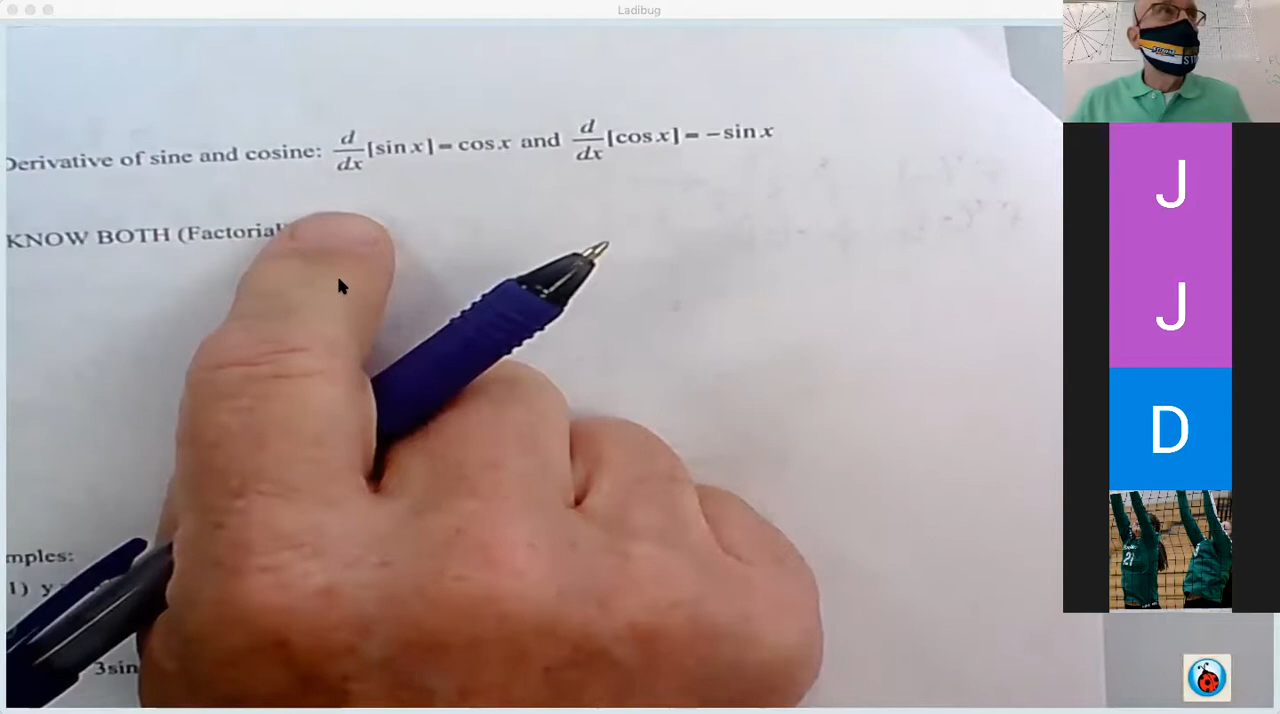 Ladibug
Derivative of sine and cosine: d/dx [sin x] = cos x and d/dx [cos x] = −sin x
KNOW BOTH (Factorial
mples:
1) y
3sin
J
J
D
21